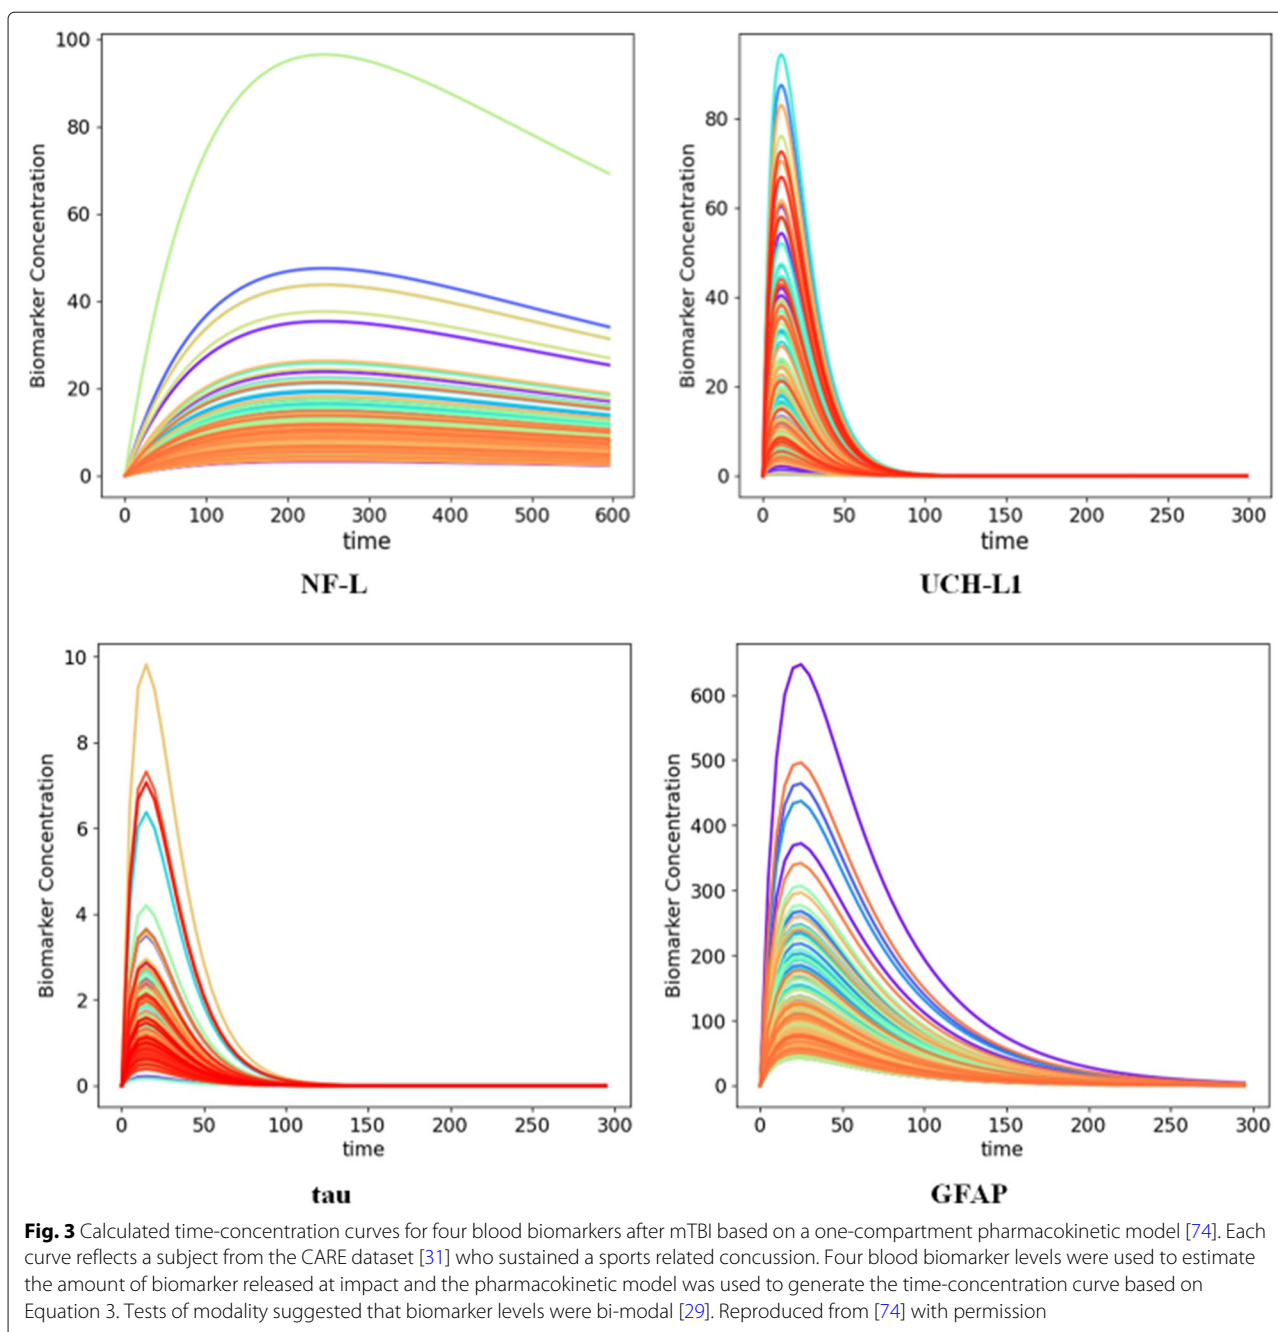 100
80
60
40
20
0
Biomarker Concentration
0 100 200 300 400 500 600
time
NF-L
80
60
40
20
0
Biomarker Concentration
0 50 100 150 200 250 300
time
UCH-L1
10
8
6
4
2
0
Biomarker Concentration
0 50 100 150 200 250 300
time
tau
600
500
400
300
200
100
0
Biomarker Concentration
0 50 100 150 200 250 300
time
GFAP
Fig. 3 Calculated time-concentration curves for four blood biomarkers after mTBI based on a one-compartment pharmacokinetic model [74]. Each
curve reflects a subject from the CARE dataset [31] who sustained a sports related concussion. Four blood biomarker levels were used to estimate
the amount of biomarker released at impact and the pharmacokinetic model was used to generate the time-concentration curve based on
Equation 3. Tests of modality suggested that biomarker levels were bi-modal [29]. Reproduced from [74] with permission